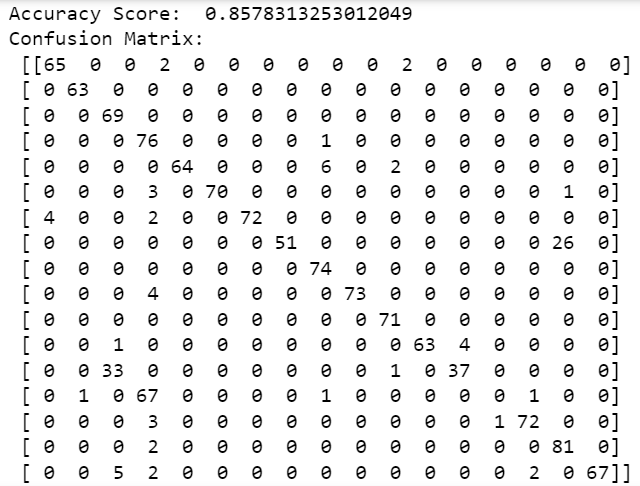 Accuracy Score:  0.8578313253012049
Confusion Matrix:
[[65  0  0  2  0  0  0  0  0  0  2  0  0  0  0  0  0]
[ 0 63  0  0  0  0  0  0  0  0  0  0  0  0  0  0  0]
[ 0  0 69  0  0  0  0  0  0  0  0  0  0  0  0  0  0]
[ 0  0  0 76  0  0  0  0  1  0  0  0  0  0  0  0  0]
[ 0  0  0  0 64  0  0  0  6  0  2  0  0  0  0  0  0]
[ 0  0  0  3  0 70  0  0  0  0  0  0  0  0  0  1  0]
[ 4  0  0  2  0  0 72  0  0  0  0  0  0  0  0  0  0]
[ 0  0  0  0  0  0  0 51  0  0  0  0  0  0  0 26  0]
[ 0  0  0  0  0  0  0  0 74  0  0  0  0  0  0  0  0]
[ 0  0  0  4  0  0  0  0  0 73  0  0  0  0  0  0  0]
[ 0  0  0  0  0  0  0  0  0  0 71  0  0  0  0  0  0]
[ 0  0  1  0  0  0  0  0  0  0  0 63  4  0  0  0  0]
[ 0  0 33  0  0  0  0  0  0  0  1  0 37  0  0  0  0]
[ 0  1  0 67  0  0  0  0  1  0  0  0  0  0  1  0  0]
[ 0  0  0  3  0  0  0  0  0  0  0  0  0  1 72  0  0]
[ 0  0  0  2  0  0  0  0  0  0  0  0  0  0  0 81  0]
[ 0  0  5  2  0  0  0  0  0  0  0  0  0  0  2  0 67]]